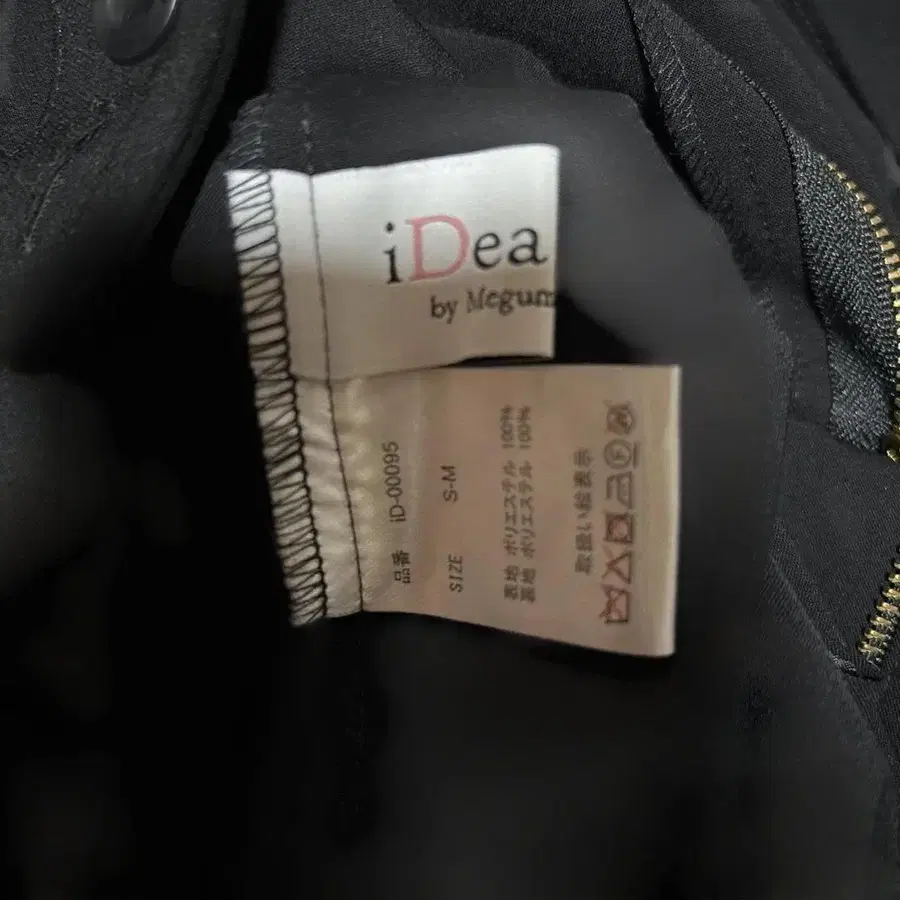 iDea
by Megum
品番 iD-00095
SIZE S-M
表地 ポリエステル 100%
裏地 ポリエステル 100%
取扱い絵表示